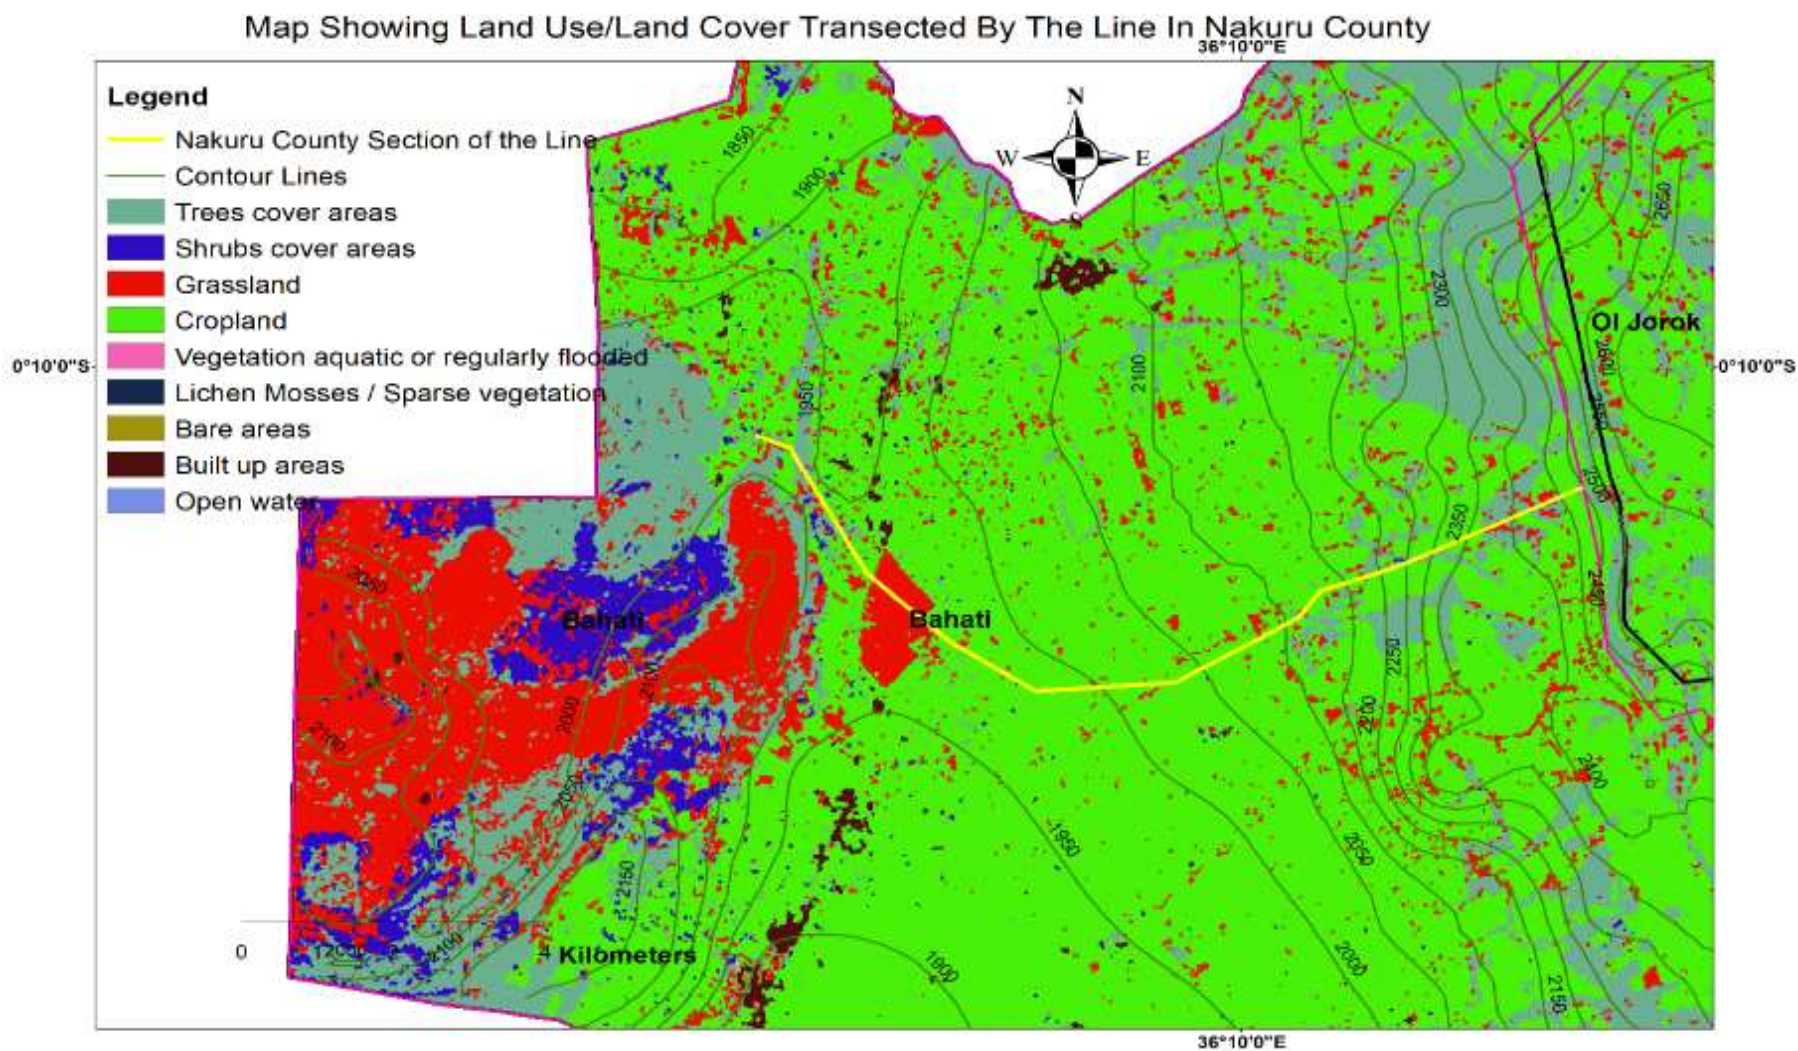 Map Showing Land Use/Land Cover Transected By The Line In Nakuru County
36°10'0"E
Legend
Nakuru County Section of the Line
Contour Lines
Trees cover areas
Shrubs cover areas
Grassland
Cropland
Vegetation aquatic or regularly flooded
Lichen Mosses / Sparse vegetation
Bare areas
Built up areas
Open water
N
W E
S
0°10'0"S
0°10'0"S
1850
1900
2650
2300
Ol Jorok
2600
2100
1950
2550
2500
2350
2050
2450
Bahati
Bahati
2250
2100
2000
2200
2100
2400
2050
1950
2050
2150
2100
1900
2000
2150
0
4 Kilometers
36°10'0"E